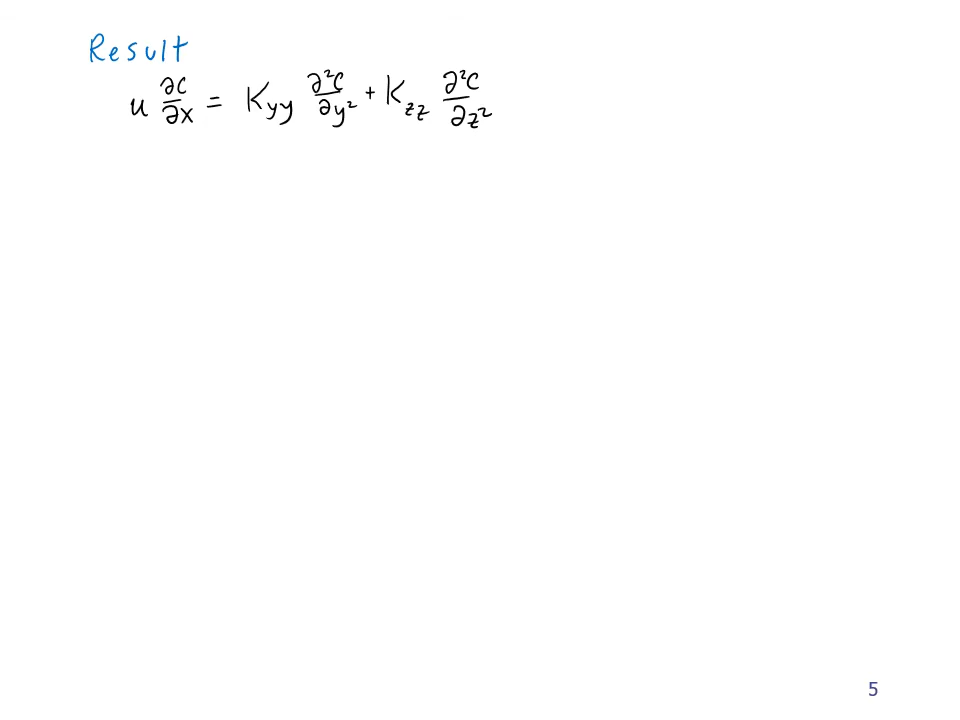 Result
u ∂C/∂x = Kyy ∂²C/∂y² + Kzz ∂²C/∂z²
5